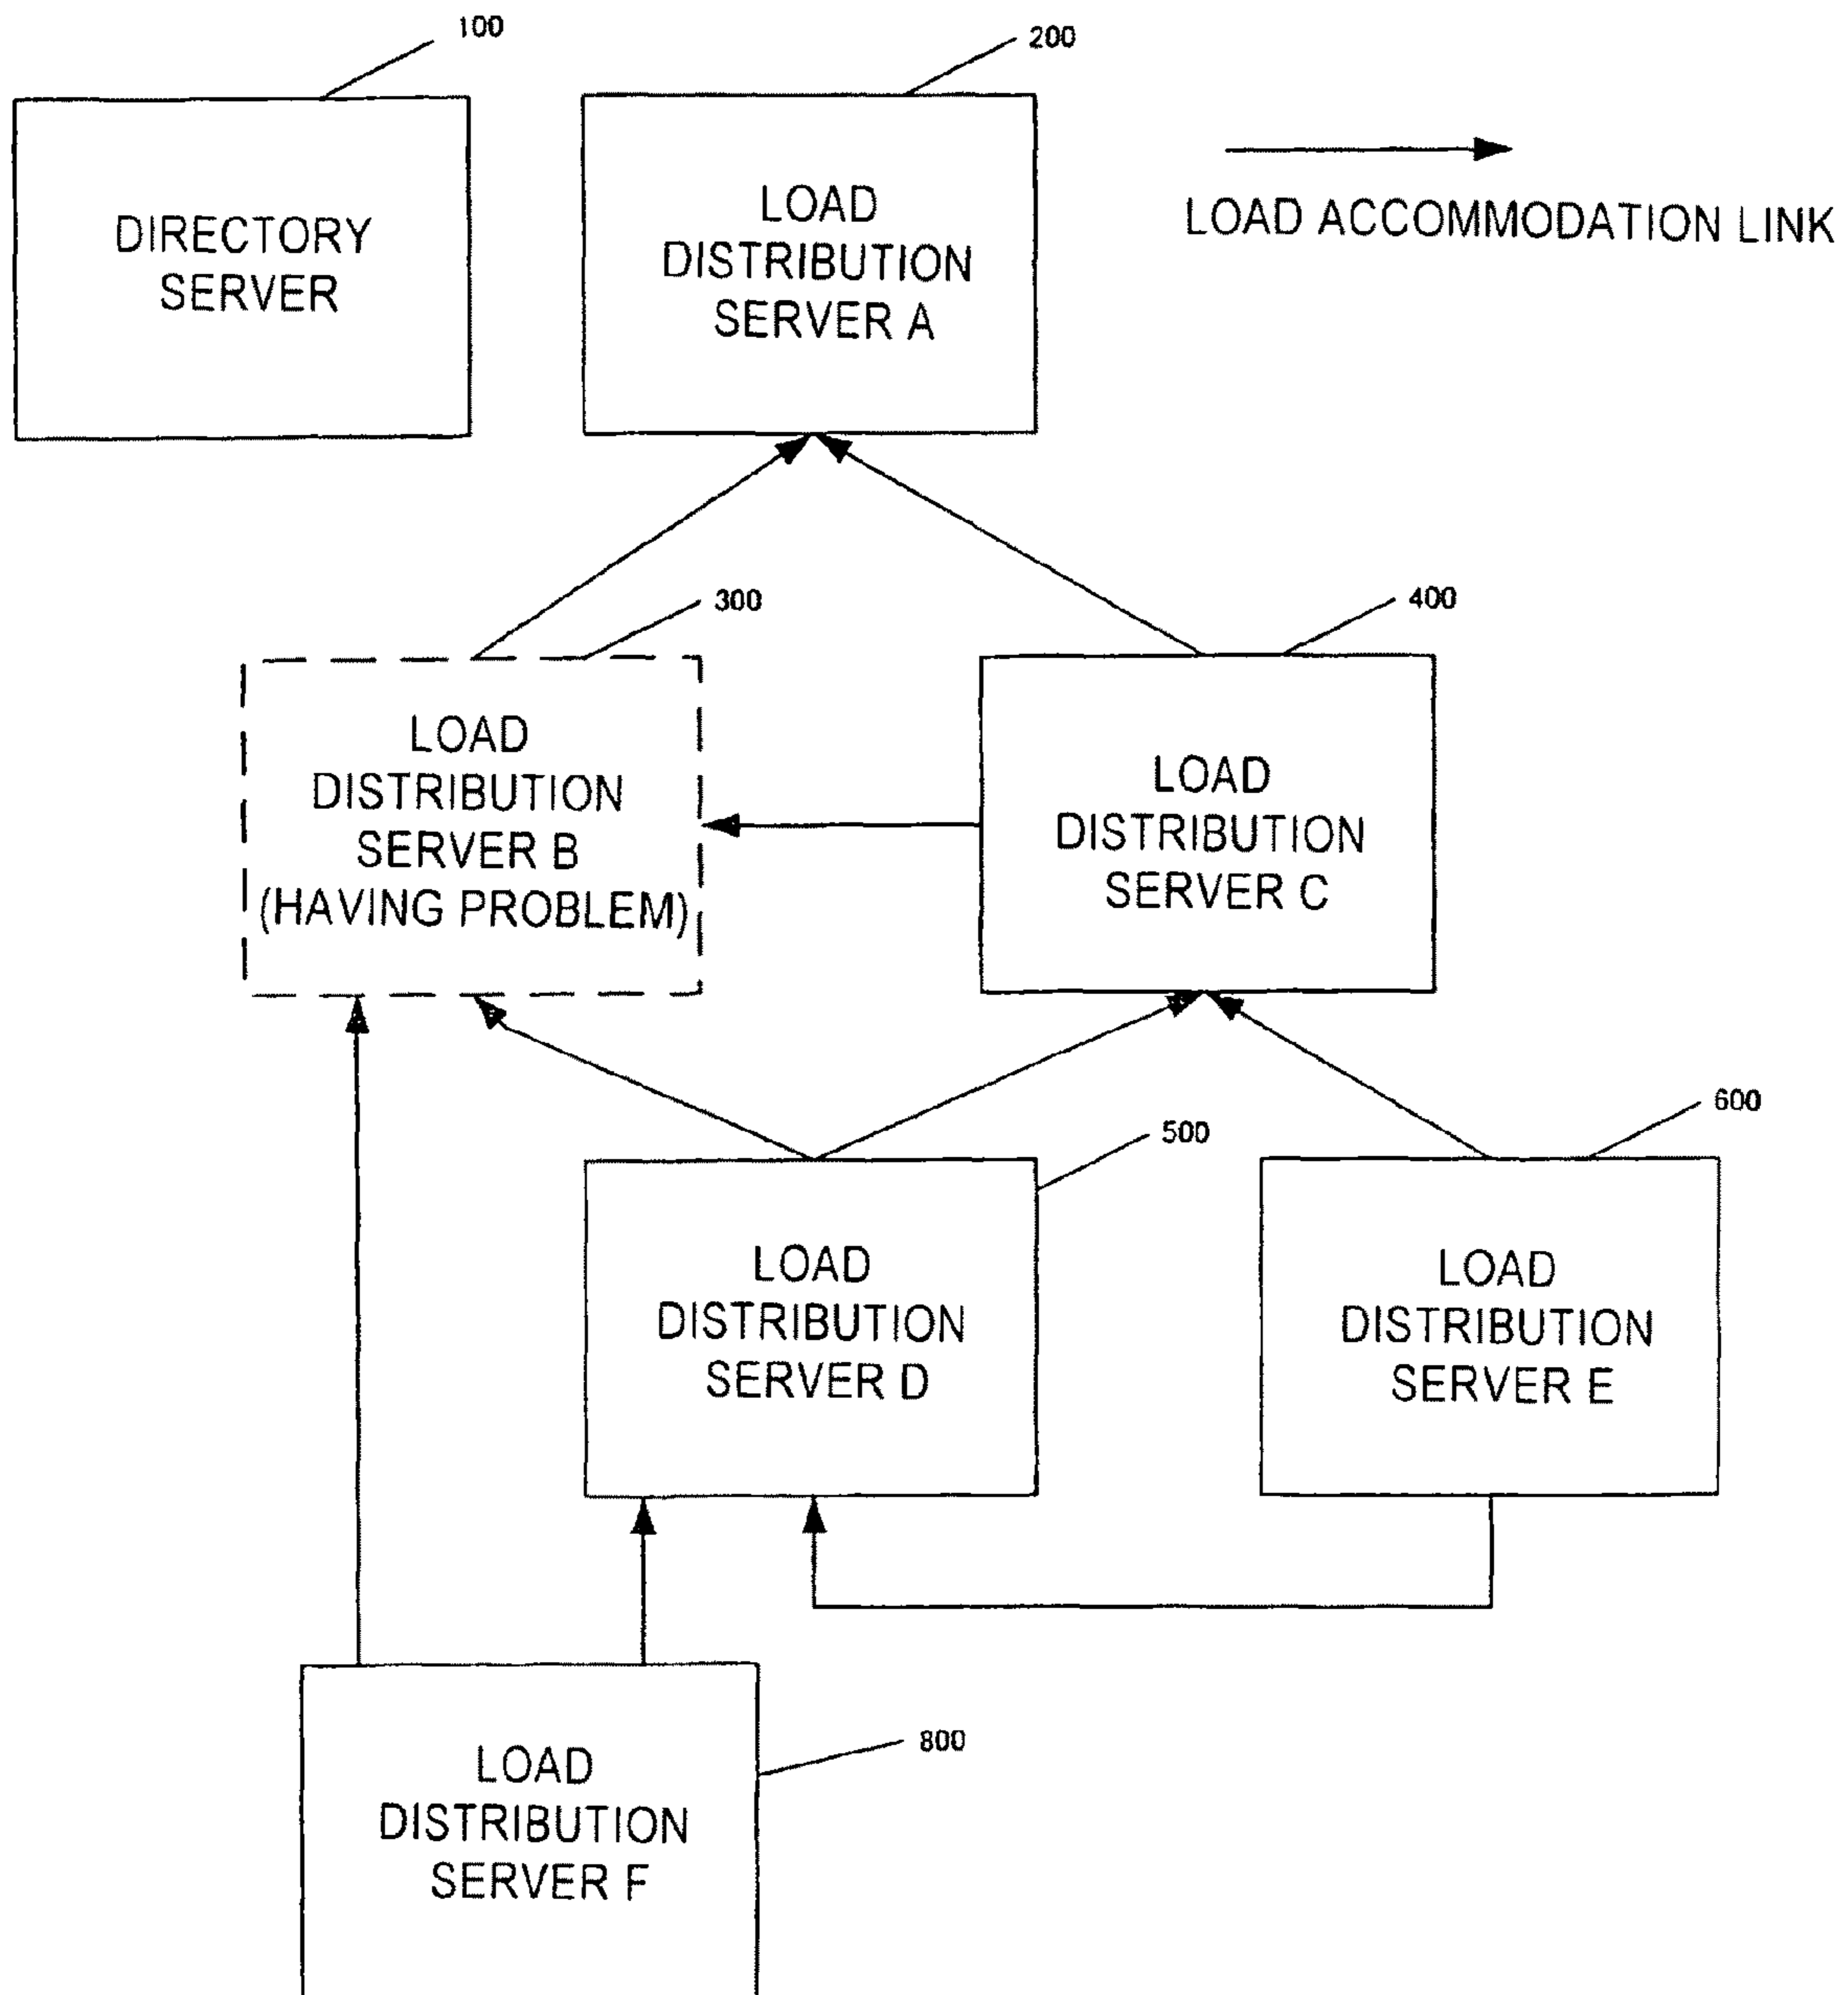 100
200
DIRECTORY
SERVER
LOAD
DISTRIBUTION
SERVER A
LOAD ACCOMMODATION LINK
300
400
LOAD
DISTRIBUTION
SERVER B
(HAVING PROBLEM)
LOAD
DISTRIBUTION
SERVER C
500
600
LOAD
DISTRIBUTION
SERVER D
LOAD
DISTRIBUTION
SERVER E
800
LOAD
DISTRIBUTION
SERVER F